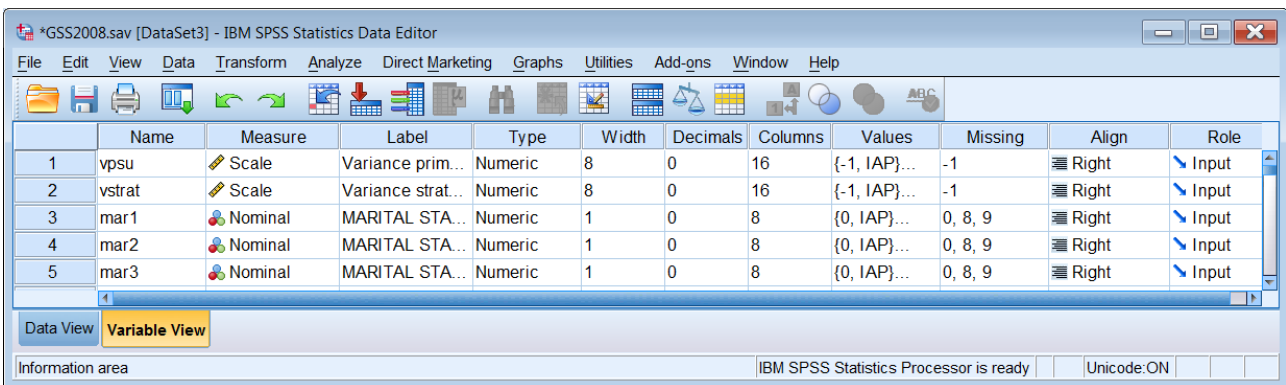 *GSS2008.sav [DataSet3] - IBM SPSS Statistics Data Editor
File Edit View Data Transform Analyze Direct Marketing Graphs Utilities Add-ons Window Help
Name Measure Label Type Width Decimals Columns Values Missing Align Role
1 vpsu Scale Variance prim... Numeric 8 0 16 {-1, IAP}... -1 Right Input
2 vstrat Scale Variance strat... Numeric 8 0 16 {-1, IAP}... -1 Right Input
3 mar1 Nominal MARITAL STA... Numeric 1 0 8 {0, IAP}... 0, 8, 9 Right Input
4 mar2 Nominal MARITAL STA... Numeric 1 0 8 {0, IAP}... 0, 8, 9 Right Input
5 mar3 Nominal MARITAL STA... Numeric 1 0 8 {0, IAP}... 0, 8, 9 Right Input
Data View Variable View
Information area IBM SPSS Statistics Processor is ready Unicode:ON